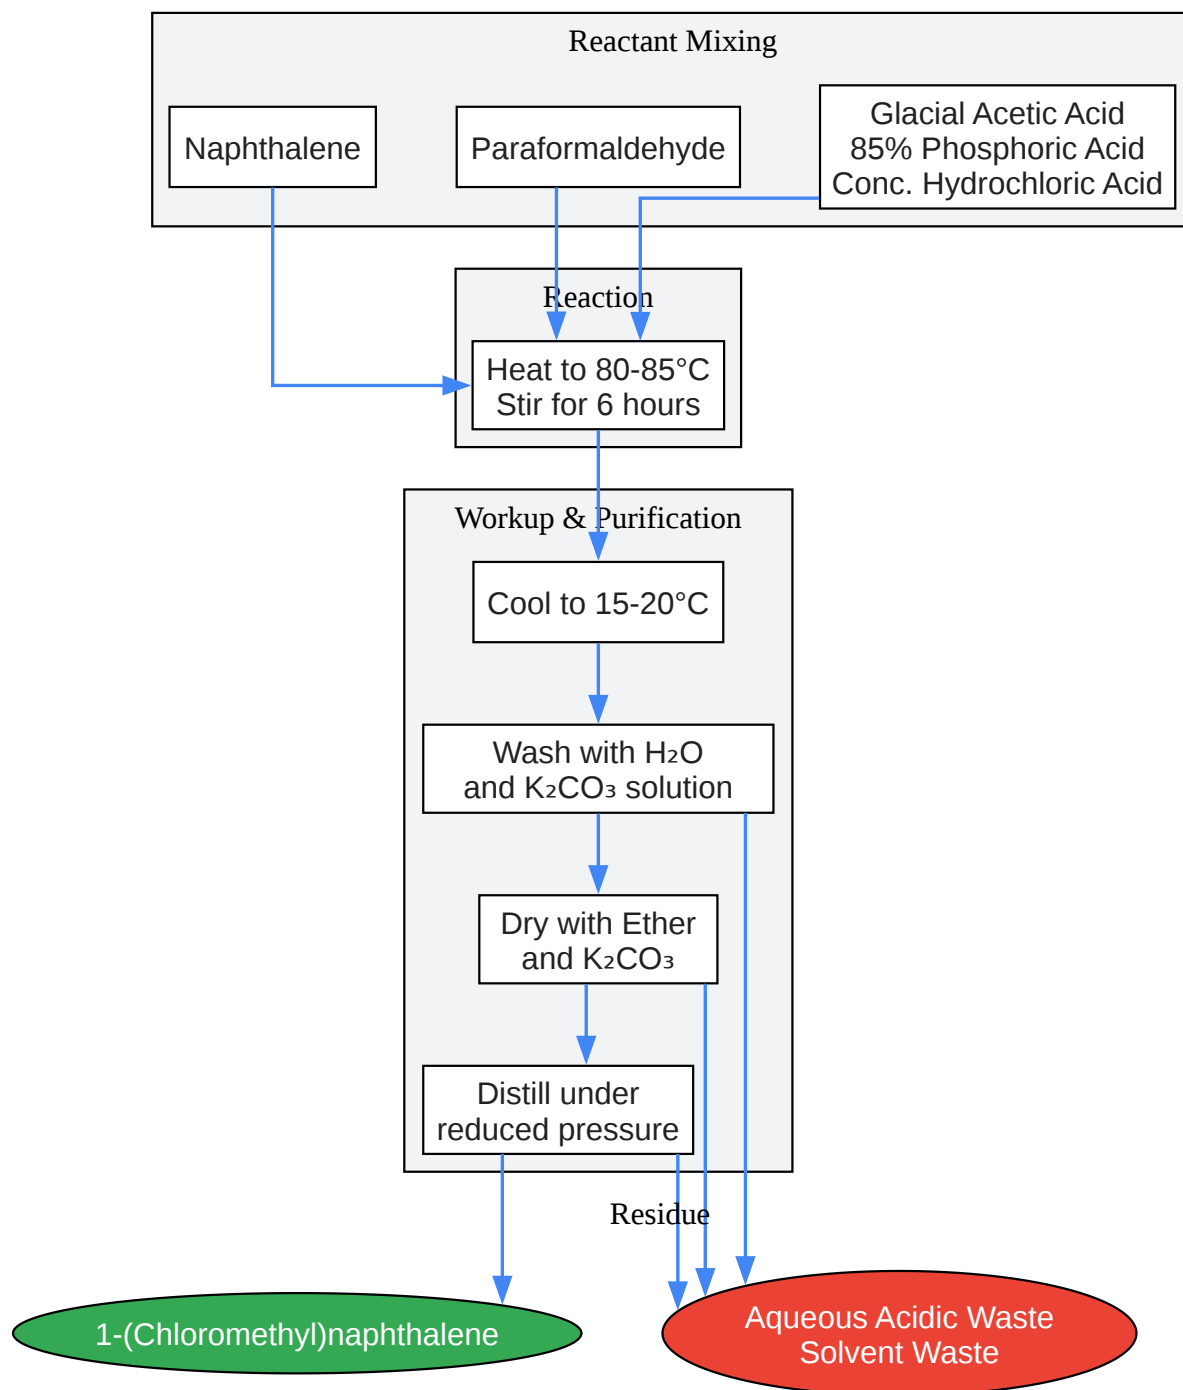 Reactant Mixing
Naphthalene
Paraformaldehyde
Glacial Acetic Acid
85% Phosphoric Acid
Conc. Hydrochloric Acid
Reaction
Heat to 80-85°C
Stir for 6 hours
Workup & Purification
Cool to 15-20°C
Wash with H₂O
and K₂CO₃ solution
Dry with Ether
and K₂CO₃
Distill under
reduced pressure
Residue
1-(Chloromethyl)naphthalene
Aqueous Acidic Waste
Solvent Waste